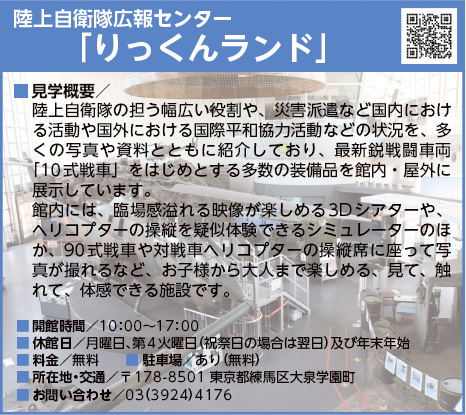 陸上自衛隊広報センター
「りっくんランド」
■見学概要／
陸上自衛隊の担う幅広い役割や、災害派遣など国内におけ
る活動や国外における国際平和協力活動などの状況を、多
くの写真や資料とともに紹介しており、最新鋭戦闘車両
「10式戦車」をはじめとする多数の装備品を館内・屋外に
展示しています。
館内には、臨場感溢れる映像が楽しめる3Dシアターや、
ヘリコプターの操縦を疑似体験できるシミュレーターのほ
か、90式戦車や対戦車ヘリコプターの操縦席に座って写
真が撮れるなど、お子様から大人まで楽しめる、見て、触
れて、体感できる施設です。
■開館時間／10:00〜17:00
■休館日／月曜日、第4火曜日(祝祭日の場合は翌日)及び年末年始
■料金／無料 ■駐車場／あり(無料)
■所在地・交通／〒178-8501 東京都練馬区大泉学園町
■お問い合わせ／03(3924)4176